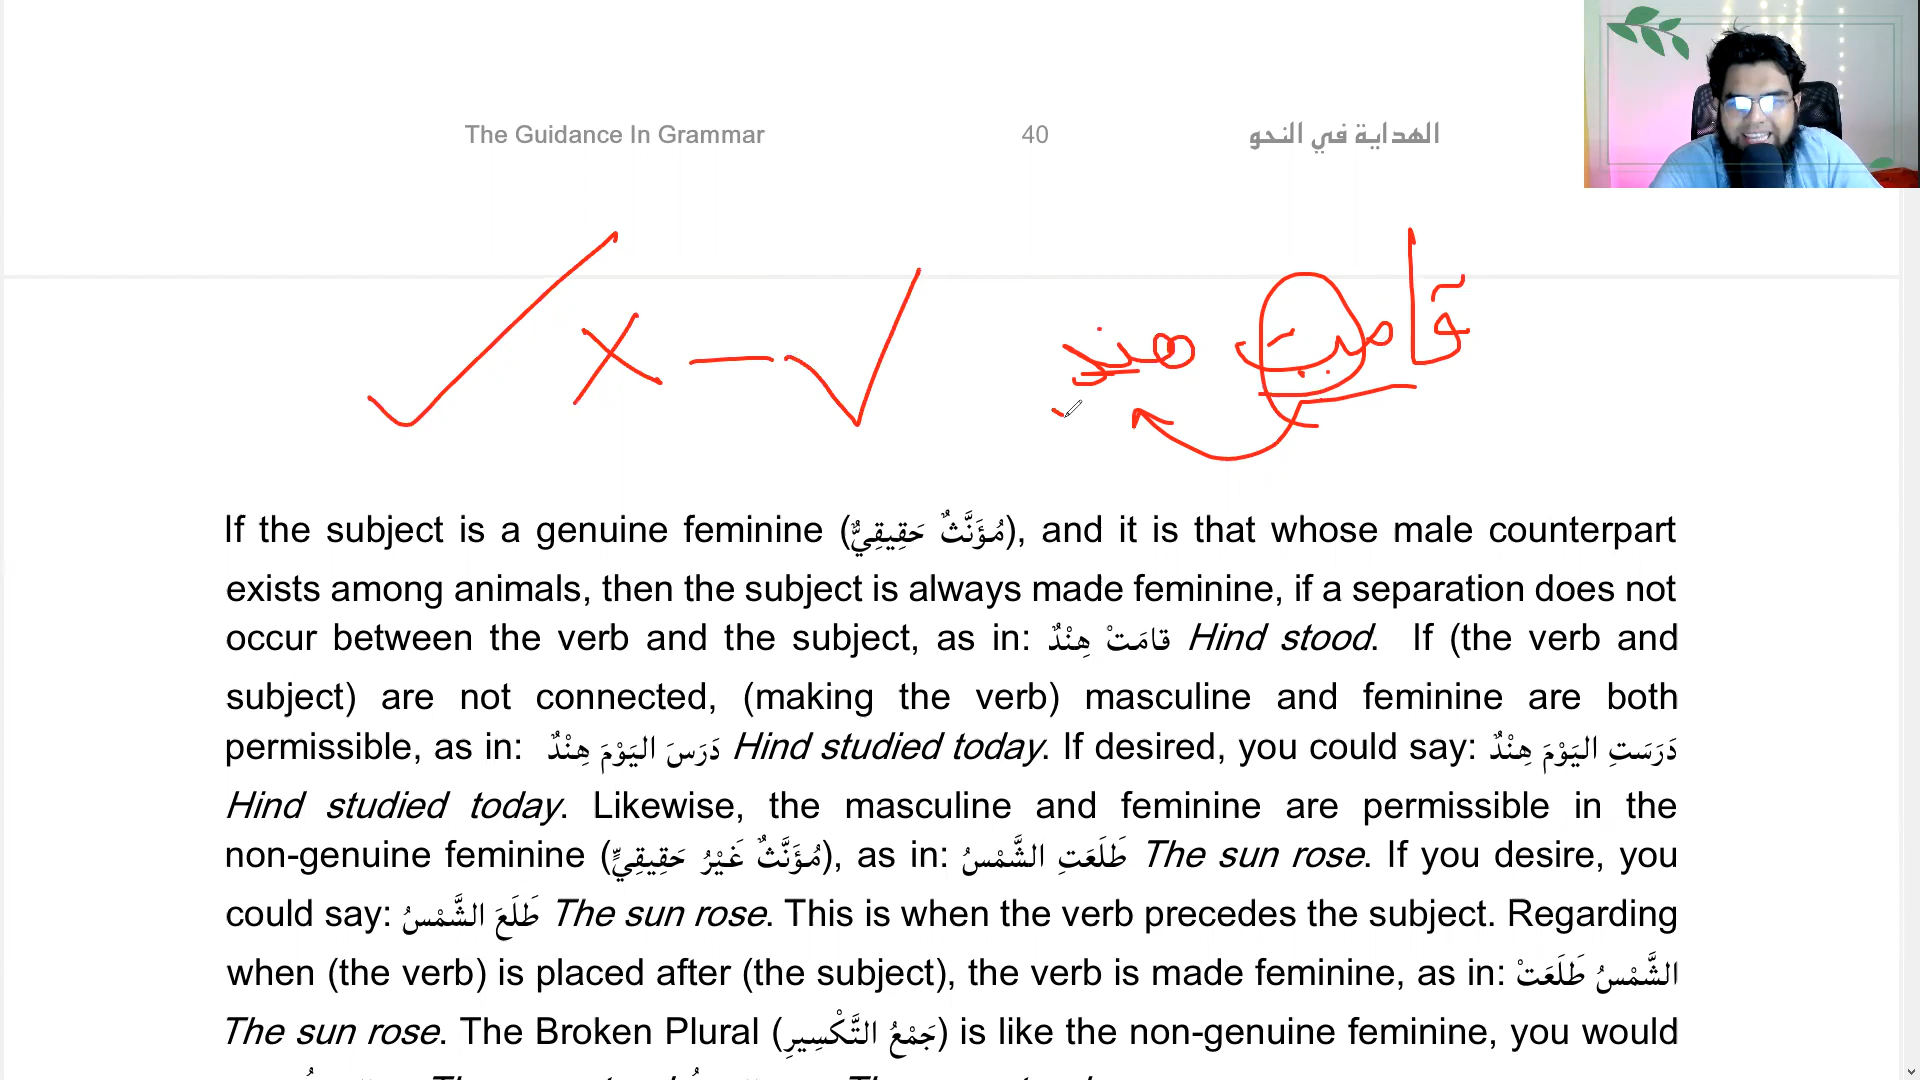 The Guidance In Grammar 40 الهداية في النحو
قامت هند
If the subject is a genuine feminine (مُؤَنَّثٌ حَقِيقِيٌّ), and it is that whose male counterpart
exists among animals, then the subject is always made feminine, if a separation does not
occur between the verb and the subject, as in: قامَتْ هِنْدٌ Hind stood. If (the verb and
subject) are not connected, (making the verb) masculine and feminine are both
permissible, as in: دَرَسَ اليَوْمَ هِنْدٌ Hind studied today. If desired, you could say: دَرَسَتِ اليَوْمَ هِنْدٌ
Hind studied today. Likewise, the masculine and feminine are permissible in the
non-genuine feminine (مُؤَنَّثٌ غَيْرُ حَقِيقِيٍّ), as in: طَلَعَتِ الشَّمْسُ The sun rose. If you desire, you
could say: طَلَعَ الشَّمْسُ The sun rose. This is when the verb precedes the subject. Regarding
when (the verb) is placed after (the subject), the verb is made feminine, as in: الشَّمْسُ طَلَعَتْ
The sun rose. The Broken Plural (جَمْعُ التَّكْسِيرِ) is like the non-genuine feminine, you would